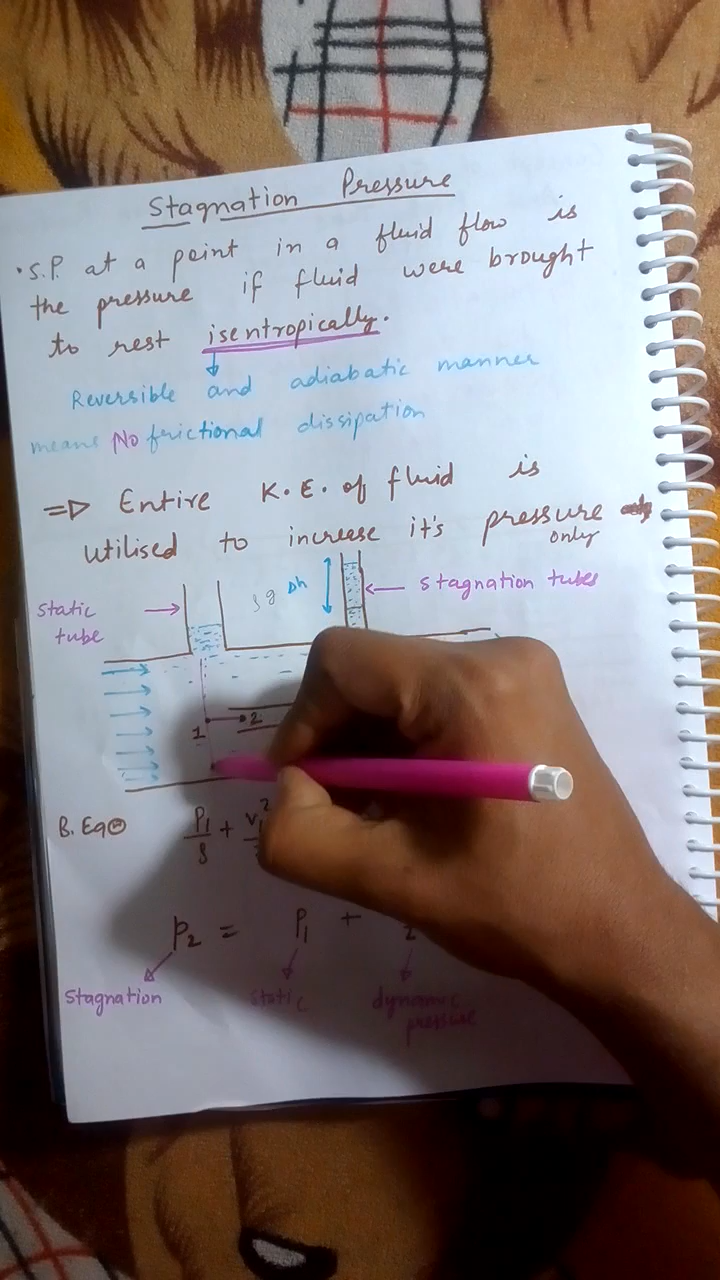 Stagnation Pressure
• S.P. at a point in a fluid flow is
the pressure if fluid were brought
to rest isentropically.
Reversible and adiabatic manner
means No frictional dissipation
⇒ Entire K.E. of fluid is
utilised to increase it's pressure only
static tube →
ρg Δh
← stagnation tube
1 2
B. Eqⁿ P₁/ρ + V₁²
P₂ = P₁ + 2
Stagnation static dynamic pressure